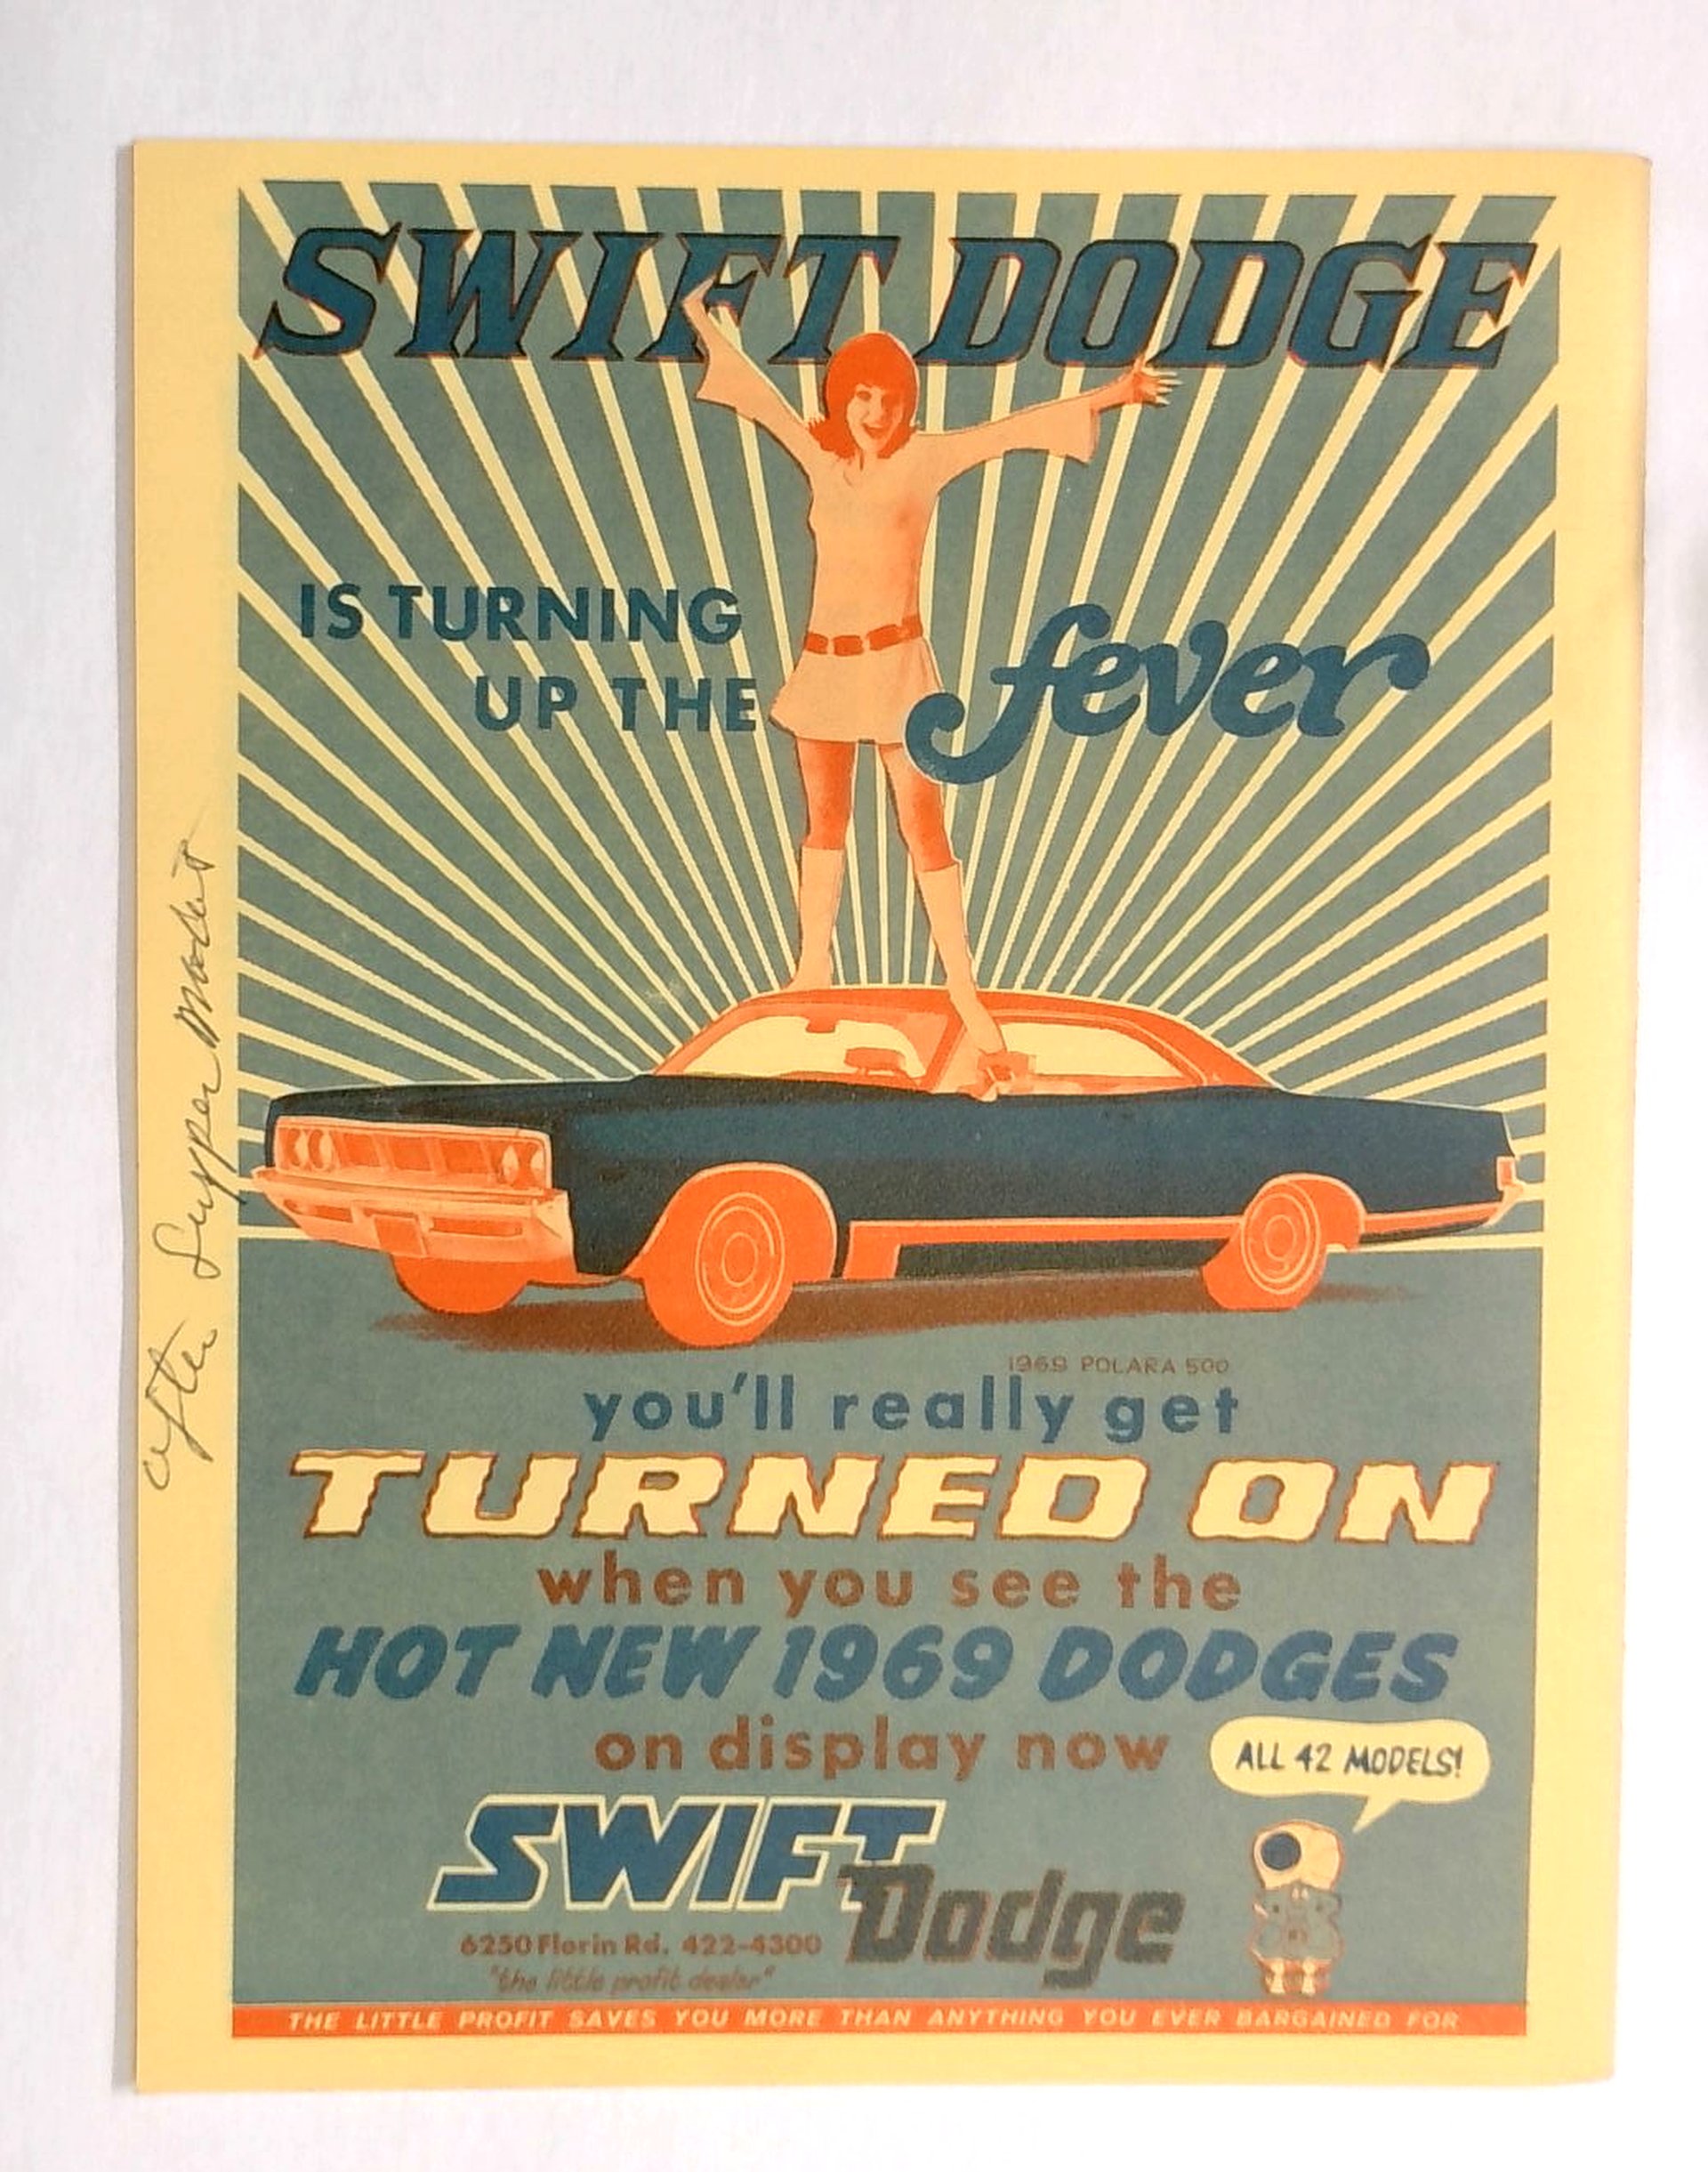 SWIFT DODGE
IS TURNING
UP THE
fever
1969 POLARA 500
you'll really get
TURNED ON
when you see the
HOT NEW 1969 DODGES
on display now
ALL 42 MODELS!
SWIFT
Dodge
6250 Florin Rd. 422-4300
"the little profit dealer"
THE LITTLE PROFIT SAVES YOU MORE THAN ANYTHING YOU EVER BARGAINED FOR
after Supper